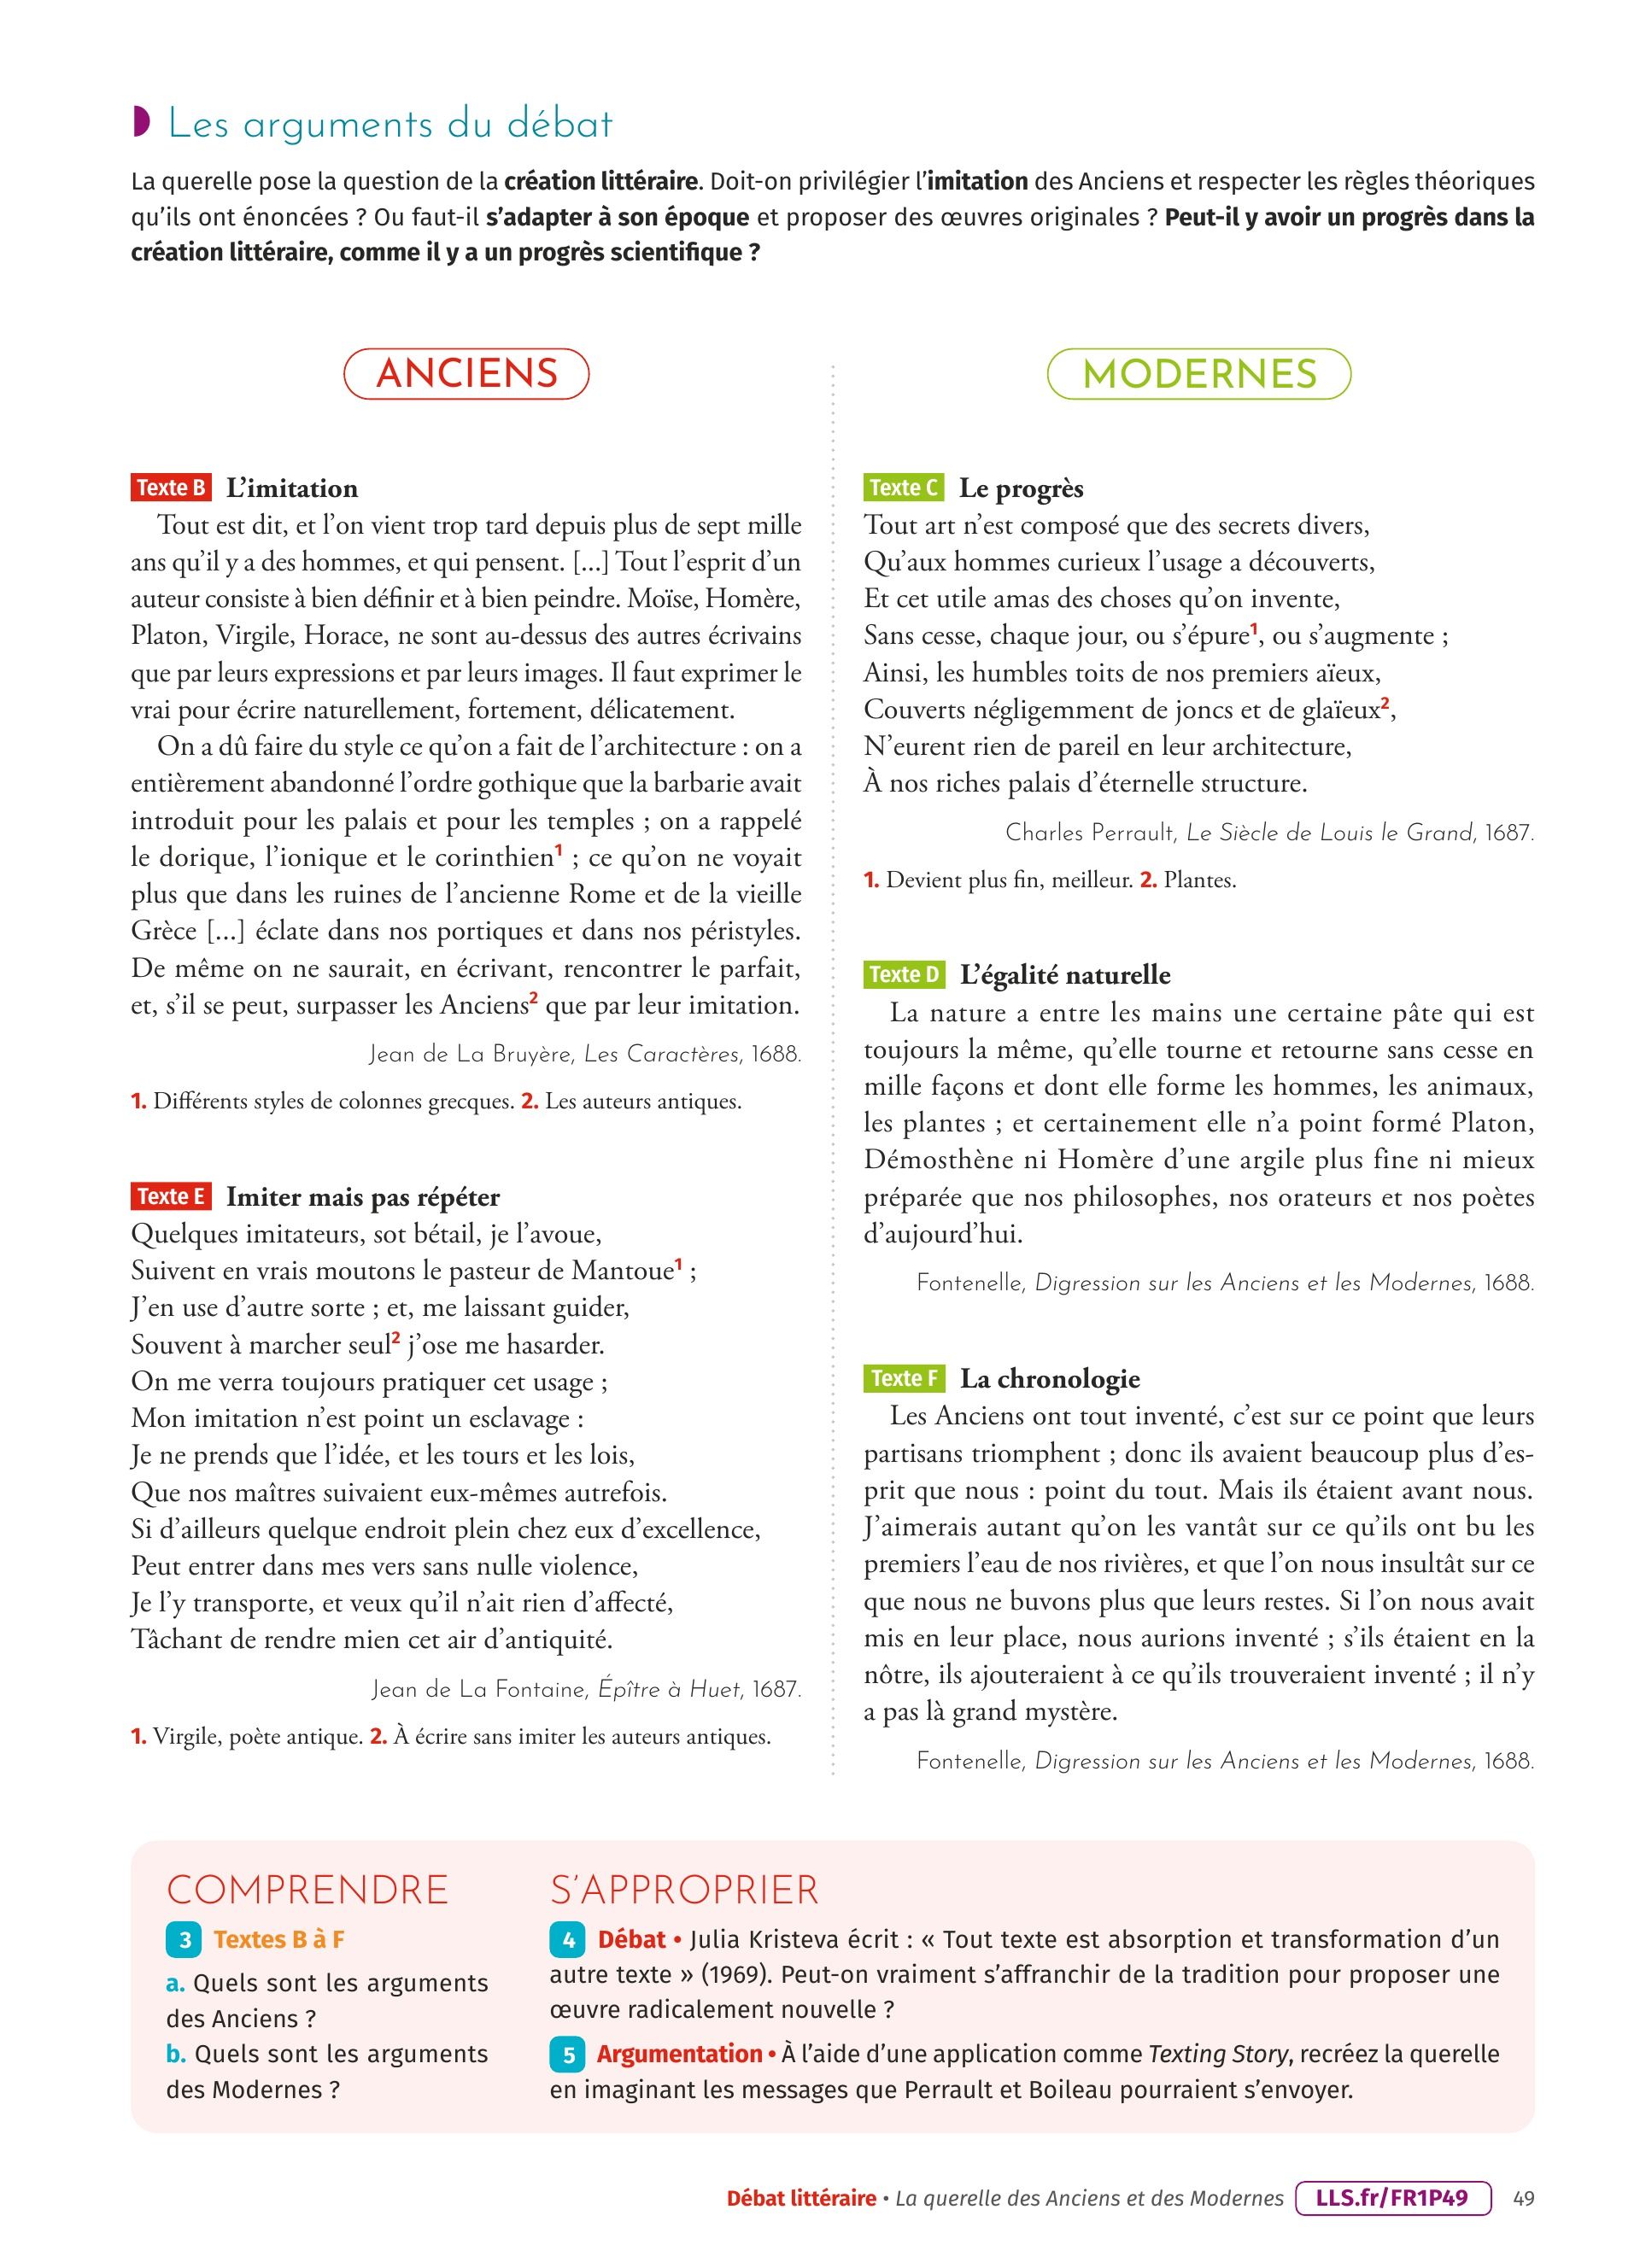 Les arguments du débat
La querelle pose la question de la création littéraire. Doit-on privilégier l'imitation des Anciens et respecter les règles théoriques
qu'ils ont énoncées ? Ou faut-il s'adapter à son époque et proposer des œuvres originales ? Peut-il y avoir un progrès dans la
création littéraire, comme il y a un progrès scientifique ?
ANCIENS
Texte B L'imitation
Tout est dit, et l'on vient trop tard depuis plus de sept mille
ans qu'il y a des hommes, et qui pensent. [...] Tout l'esprit d'un
auteur consiste à bien définir et à bien peindre. Moïse, Homère,
Platon, Virgile, Horace, ne sont au-dessus des autres écrivains
que par leurs expressions et par leurs images. Il faut exprimer le
vrai pour écrire naturellement, fortement, délicatement.
On a dû faire du style ce qu'on a fait de l'architecture : on a
entièrement abandonné l'ordre gothique que la barbarie avait
introduit pour les palais et pour les temples ; on a rappelé
le dorique, l'ionique et le corinthien1 ; ce qu'on ne voyait
plus que dans les ruines de l'ancienne Rome et de la vieille
Grèce [...] éclate dans nos portiques et dans nos péristyles.
De même on ne saurait, en écrivant, rencontrer le parfait,
et, s'il se peut, surpasser les Anciens2 que par leur imitation.
Jean de La Bruyère, Les Caractères, 1688.
1. Différents styles de colonnes grecques. 2. Les auteurs antiques.
Texte E Imiter mais pas répéter
Quelques imitateurs, sot bétail, je l'avoue,
Suivent en vrais moutons le pasteur de Mantoue1 ;
J'en use d'autre sorte ; et, me laissant guider,
Souvent à marcher seul2 j'ose me hasarder.
On me verra toujours pratiquer cet usage ;
Mon imitation n'est point un esclavage :
Je ne prends que l'idée, et les tours et les lois,
Que nos maîtres suivaient eux-mêmes autrefois.
Si d'ailleurs quelque endroit plein chez eux d'excellence,
Peut entrer dans mes vers sans nulle violence,
Je l'y transporte, et veux qu'il n'ait rien d'affecté,
Tâchant de rendre mien cet air d'antiquité.
Jean de La Fontaine, Épître à Huet, 1687.
1. Virgile, poète antique. 2. À écrire sans imiter les auteurs antiques.
MODERNES
Texte C Le progrès
Tout art n'est composé que des secrets divers,
Qu'aux hommes curieux l'usage a découverts,
Et cet utile amas des choses qu'on invente,
Sans cesse, chaque jour, ou s'épure1, ou s'augmente ;
Ainsi, les humbles toits de nos premiers aïeux,
Couverts négligemment de joncs et de glaïeux2,
N'eurent rien de pareil en leur architecture,
À nos riches palais d'éternelle structure.
Charles Perrault, Le Siècle de Louis le Grand, 1687.
1. Devient plus fin, meilleur. 2. Plantes.
Texte D L'égalité naturelle
La nature a entre les mains une certaine pâte qui est
toujours la même, qu'elle tourne et retourne sans cesse en
mille façons et dont elle forme les hommes, les animaux,
les plantes ; et certainement elle n'a point formé Platon,
Démosthène ni Homère d'une argile plus fine ni mieux
préparée que nos philosophes, nos orateurs et nos poètes
d'aujourd'hui.
Fontenelle, Digression sur les Anciens et les Modernes, 1688.
Texte F La chronologie
Les Anciens ont tout inventé, c'est sur ce point que leurs
partisans triomphent ; donc ils avaient beaucoup plus d'es-
prit que nous : point du tout. Mais ils étaient avant nous.
J'aimerais autant qu'on les vantât sur ce qu'ils ont bu les
premiers l'eau de nos rivières, et que l'on nous insultât sur ce
que nous ne buvons plus que leurs restes. Si l'on nous avait
mis en leur place, nous aurions inventé ; s'ils étaient en la
nôtre, ils ajouteraient à ce qu'ils trouveraient inventé ; il n'y
a pas là grand mystère.
Fontenelle, Digression sur les Anciens et les Modernes, 1688.
COMPRENDRE
3 Textes B à F
a. Quels sont les arguments
des Anciens ?
b. Quels sont les arguments
des Modernes ?
S'APPROPRIER
4 Débat • Julia Kristeva écrit : « Tout texte est absorption et transformation d'un
autre texte » (1969). Peut-on vraiment s'affranchir de la tradition pour proposer une
œuvre radicalement nouvelle ?
5 Argumentation • À l'aide d'une application comme Texting Story, recréez la querelle
en imaginant les messages que Perrault et Boileau pourraient s'envoyer.
Débat littéraire • La querelle des Anciens et des Modernes LLS.fr/FR1P49 49